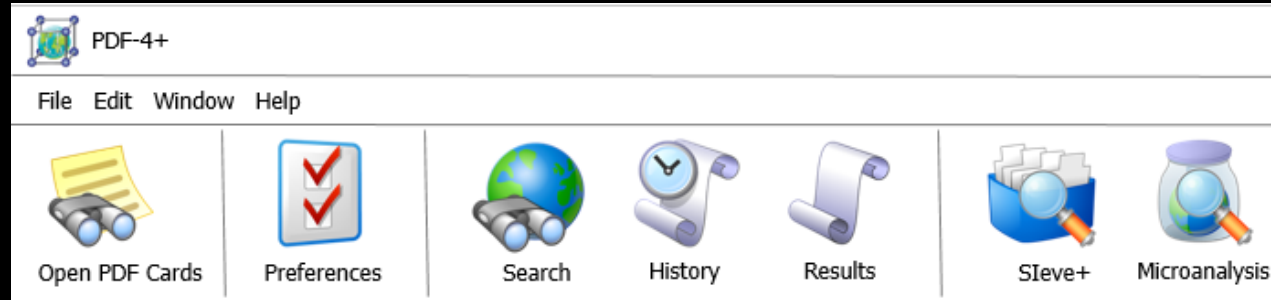 PDF-4+
File Edit Window Help
Open PDF Cards Preferences Search History Results SIeve+ Microanalysis